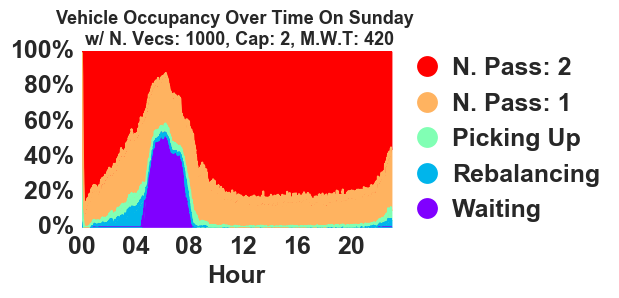 Vehicle Occupancy Over Time On Sunday
w/ N. Vecs: 1000, Cap: 2, M.W.T: 420
100%
80%
60%
40%
20%
0%
00 04 08 12 16 20
Hour
N. Pass: 2
N. Pass: 1
Picking Up
Rebalancing
Waiting